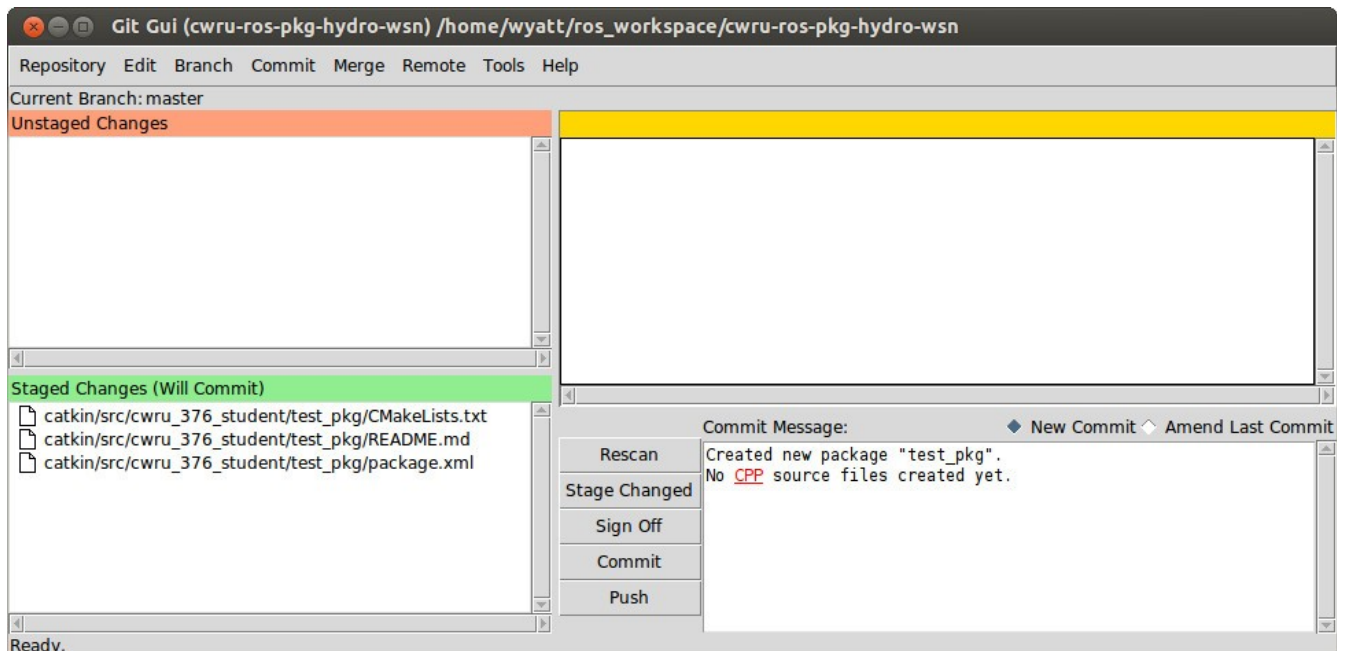 Git Gui (cwru-ros-pkg-hydro-wsn) /home/wyatt/ros_workspace/cwru-ros-pkg-hydro-wsn
Repository Edit Branch Commit Merge Remote Tools Help
Current Branch: master
Unstaged Changes
Staged Changes (Will Commit)
catkin/src/cwru_376_student/test_pkg/CMakeLists.txt
catkin/src/cwru_376_student/test_pkg/README.md
catkin/src/cwru_376_student/test_pkg/package.xml
Commit Message: New Commit Amend Last Commit
Rescan
Stage Changed
Sign Off
Commit
Push
Created new package "test_pkg".
No CPP source files created yet.
Ready.